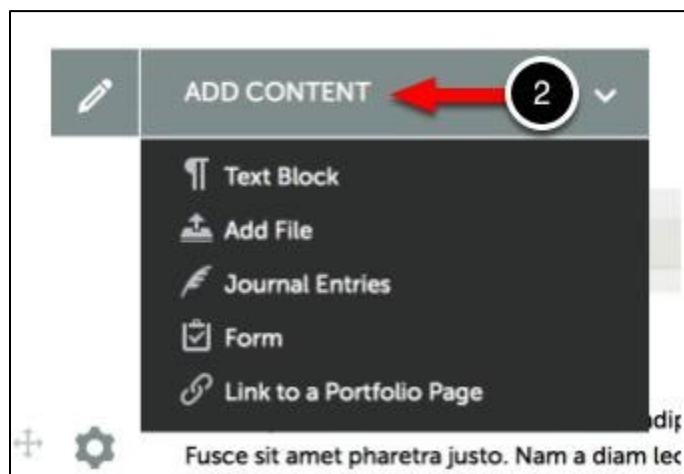 ADD CONTENT 2
Text Block
Add File
Journal Entries
Form
Link to a Portfolio Page
Fusce sit amet pharetra justo. Nam a diam